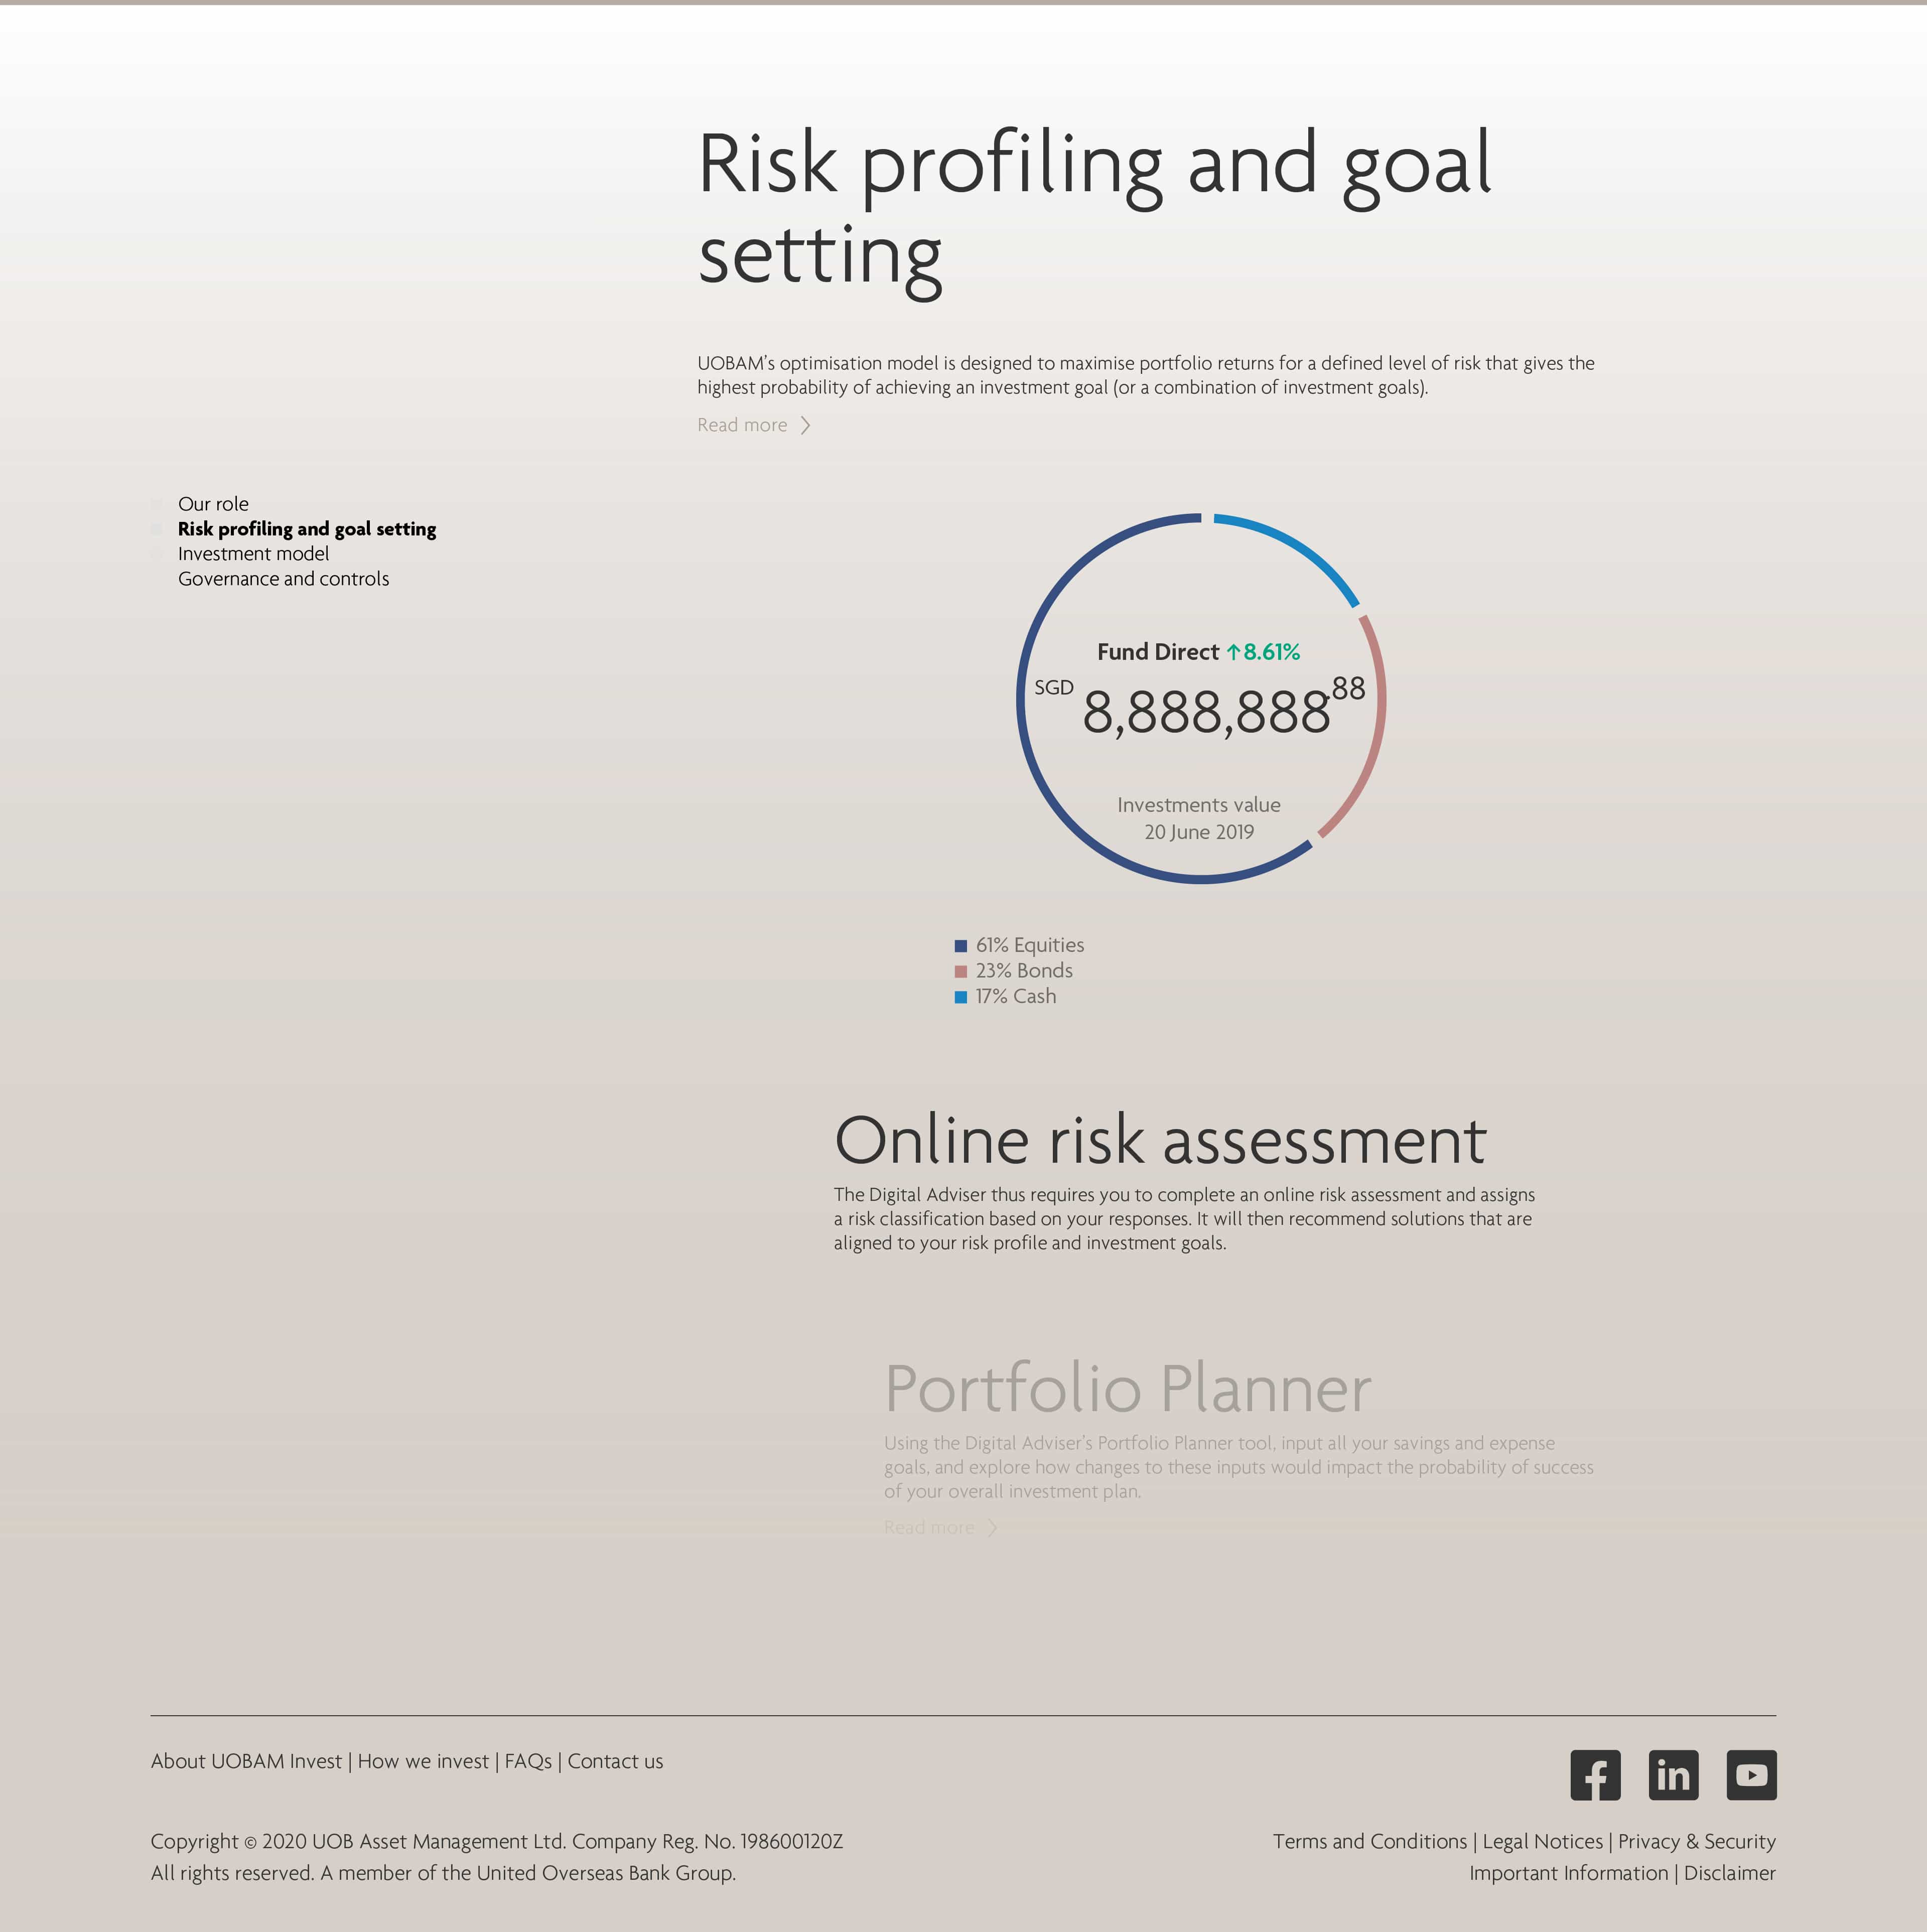 Risk profiling and goal
setting
UOBAM's optimisation model is designed to maximise portfolio returns for a defined level of risk that gives the
highest probability of achieving an investment goal (or a combination of investment goals).
Read more
Our role
Risk profiling and goal setting
Investment model
Governance and controls
Fund Direct ↑8.61%
SGD 8,888,888.88
Investments value
20 June 2019
61% Equities
23% Bonds
17% Cash
Online risk assessment
The Digital Adviser thus requires you to complete an online risk assessment and assigns
a risk classification based on your responses. It will then recommend solutions that are
aligned to your risk profile and investment goals.
Portfolio Planner
Using the Digital Adviser's Portfolio Planner tool, input all your savings and expense
goals, and explore how changes to these inputs would impact the probability of success
of your overall investment plan.
Read more
About UOBAM Invest | How we invest | FAQs | Contact us
Copyright © 2020 UOB Asset Management Ltd. Company Reg. No. 198600120Z
All rights reserved. A member of the United Overseas Bank Group.
Terms and Conditions | Legal Notices | Privacy & Security
Important Information | Disclaimer